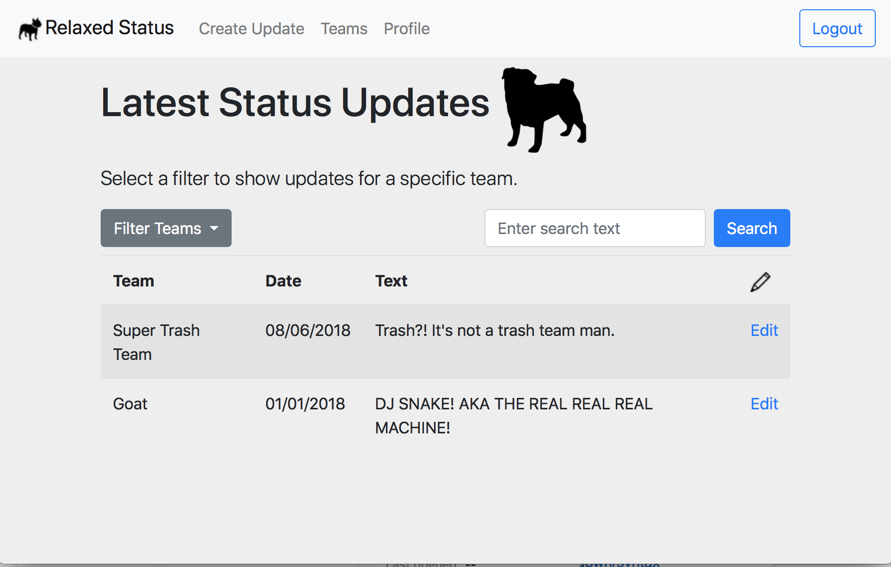 Relaxed Status Create Update Teams Profile Logout
Latest Status Updates
Select a filter to show updates for a specific team.
Filter Teams Enter search text Search
Team Date Text
Super Trash Team 08/06/2018 Trash?! It's not a trash team man. Edit
Goat 01/01/2018 DJ SNAKE! AKA THE REAL REAL REAL
MACHINE! Edit